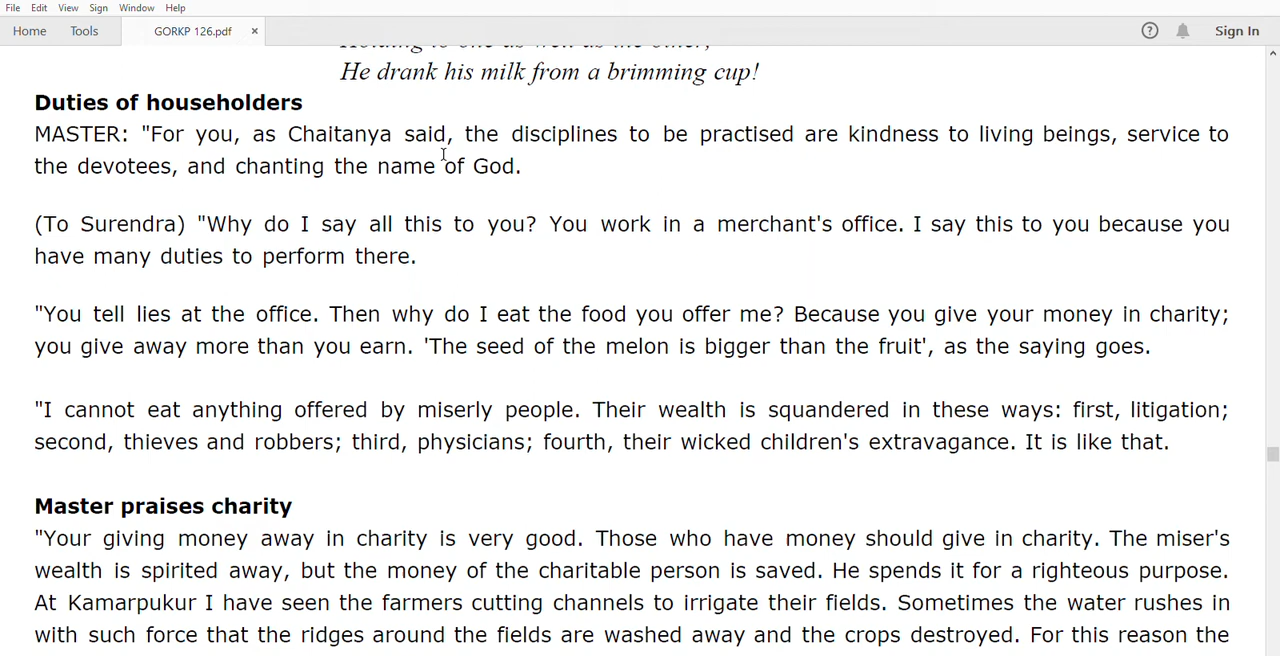 File Edit View Sign Window Help
Home Tools GORKP 126.pdf × ? Sign In
Holding to one as well as the other,
He drank his milk from a brimming cup!
Duties of householders
MASTER: "For you, as Chaitanya said, the disciplines to be practised are kindness to living beings, service to
the devotees, and chanting the name of God.
(To Surendra) "Why do I say all this to you? You work in a merchant's office. I say this to you because you
have many duties to perform there.
"You tell lies at the office. Then why do I eat the food you offer me? Because you give your money in charity;
you give away more than you earn. 'The seed of the melon is bigger than the fruit', as the saying goes.
"I cannot eat anything offered by miserly people. Their wealth is squandered in these ways: first, litigation;
second, thieves and robbers; third, physicians; fourth, their wicked children's extravagance. It is like that.
Master praises charity
"Your giving money away in charity is very good. Those who have money should give in charity. The miser's
wealth is spirited away, but the money of the charitable person is saved. He spends it for a righteous purpose.
At Kamarpukur I have seen the farmers cutting channels to irrigate their fields. Sometimes the water rushes in
with such force that the ridges around the fields are washed away and the crops destroyed. For this reason the